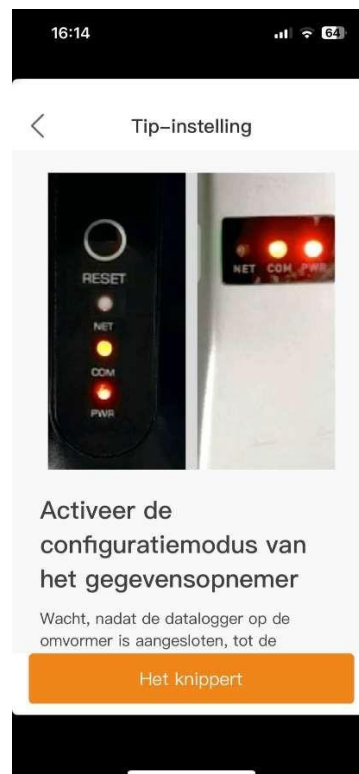 16:14
64
Tip-instelling
RESET
NET
COM
PWR
NET COM PWR
Activeer de
configuratiemodus van
het gegevensopnemer
Wacht, nadat de datalogger op de
omvormer is aangesloten, tot de
Het knippert